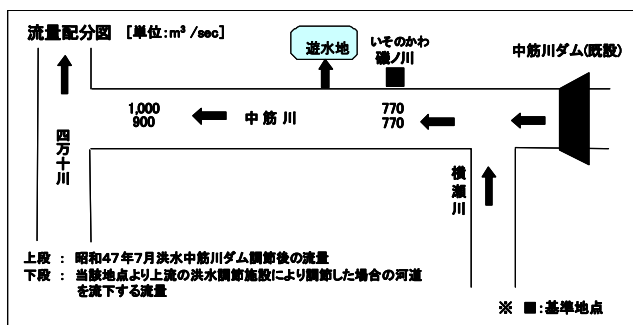 流量配分図 [単位:m³/sec]
遊水地
いそのかわ
磯ノ川
中筋川ダム(既設)
1,000
900
中筋川
770
770
四万十川
横瀬川
上段 : 昭和47年7月洪水中筋川ダム調節後の流量
下段 : 当該地点より上流の洪水調節施設により調節した場合の河道
を流下する流量
※ ■:基準地点